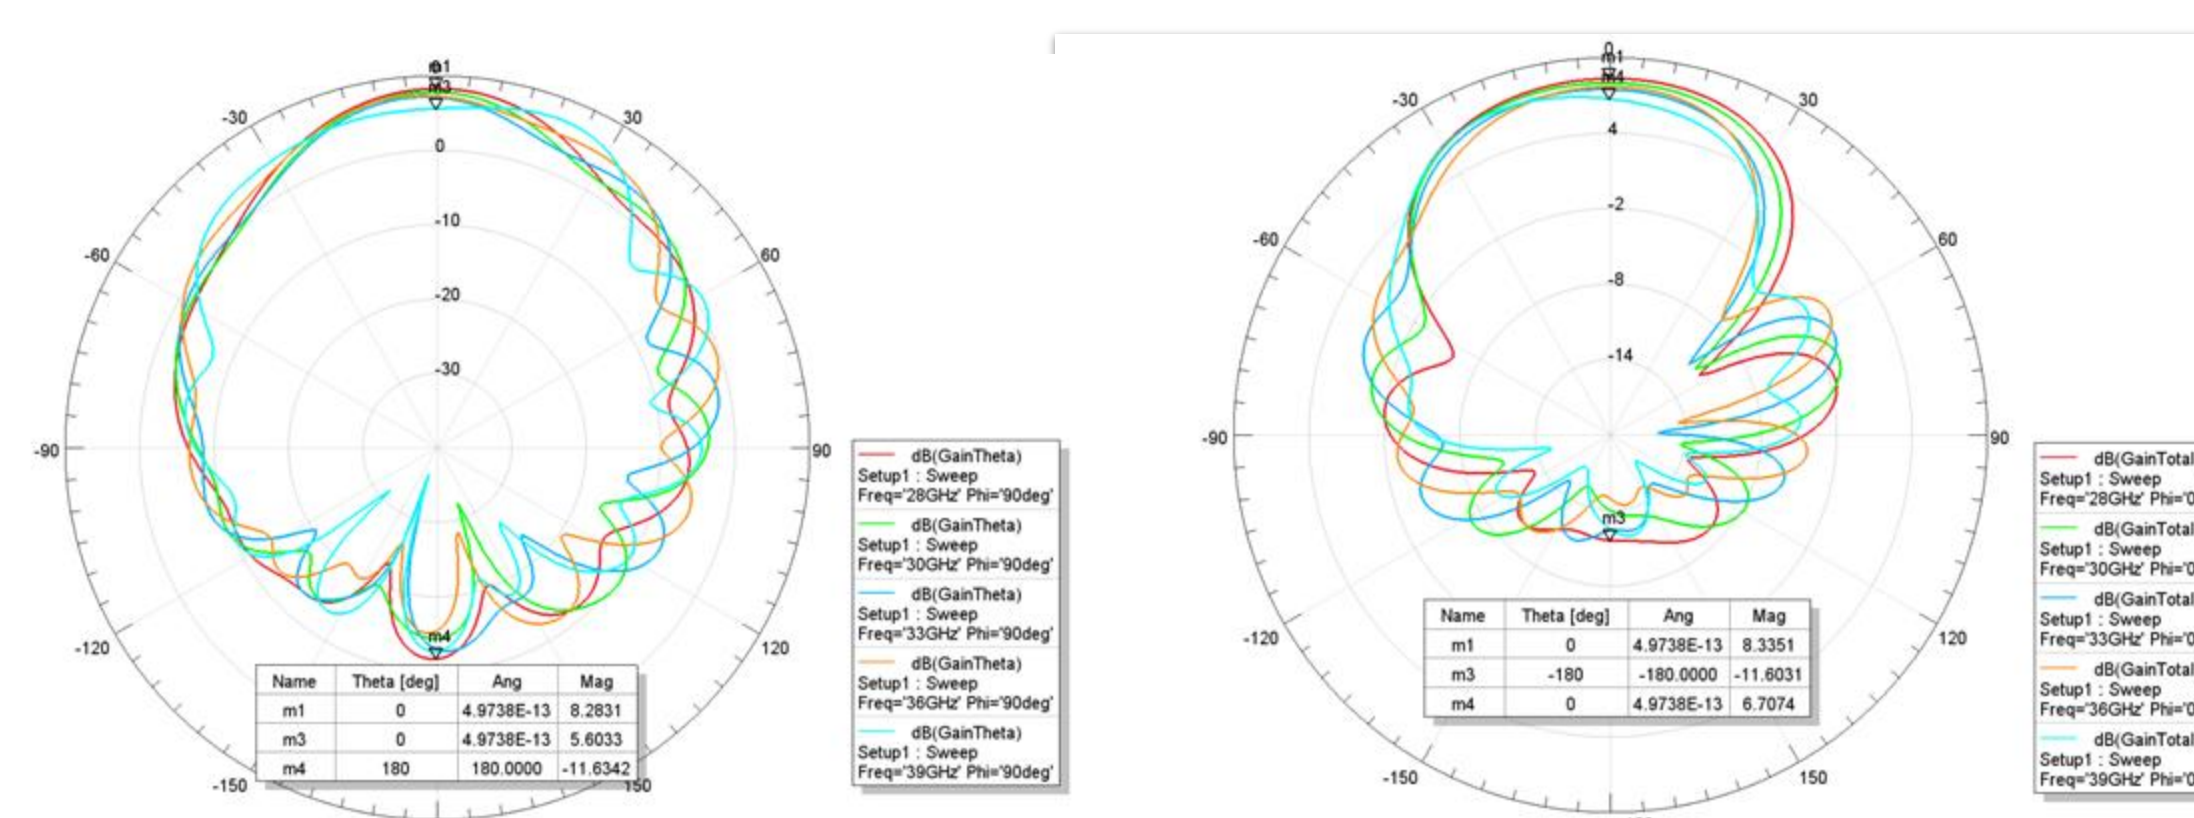 m1
m3
-30
30
0
-60
60
-10
-20
-30
-90
90
-120
120
m4
-150
150
Name Theta [deg] Ang Mag
m1 0 4.9738E-13 8.2831
m3 0 4.9738E-13 5.6033
m4 180 180.0000 -11.6342
dB(GainTheta)
Setup1 : Sweep
Freq='28GHz' Phi='90deg'
dB(GainTheta)
Setup1 : Sweep
Freq='30GHz' Phi='90deg'
dB(GainTheta)
Setup1 : Sweep
Freq='33GHz' Phi='90deg'
dB(GainTheta)
Setup1 : Sweep
Freq='36GHz' Phi='90deg'
dB(GainTheta)
Setup1 : Sweep
Freq='39GHz' Phi='90deg'
0
m1
m4
-30
30
4
-2
-60
60
-8
-14
-90
90
m3
-120
120
-150
150
Name Theta [deg] Ang Mag
m1 0 4.9738E-13 8.3351
m3 -180 -180.0000 -11.6031
m4 0 4.9738E-13 6.7074
dB(GainTotal
Setup1 : Sweep
Freq='28GHz' Phi='0
dB(GainTotal
Setup1 : Sweep
Freq='30GHz' Phi='0
dB(GainTotal
Setup1 : Sweep
Freq='33GHz' Phi='0
dB(GainTotal
Setup1 : Sweep
Freq='36GHz' Phi='0
dB(GainTotal
Setup1 : Sweep
Freq='39GHz' Phi='0